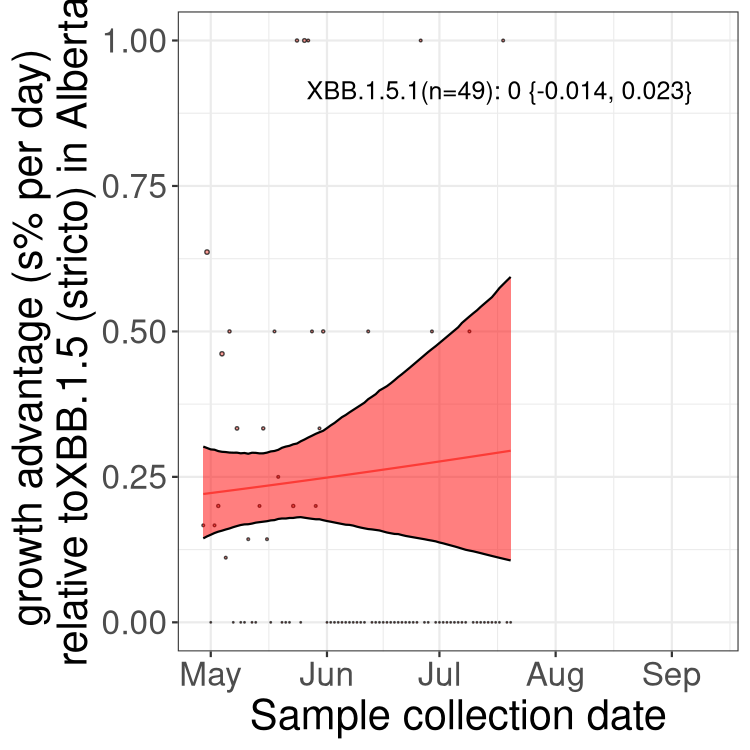 growth advantage (s% per day)
relative toXBB.1.5 (stricto) in Alberta
1.00
0.75
0.50
0.25
0.00
XBB.1.5.1(n=49): 0 {-0.014, 0.023}
May Jun Jul Aug Sep
Sample collection date